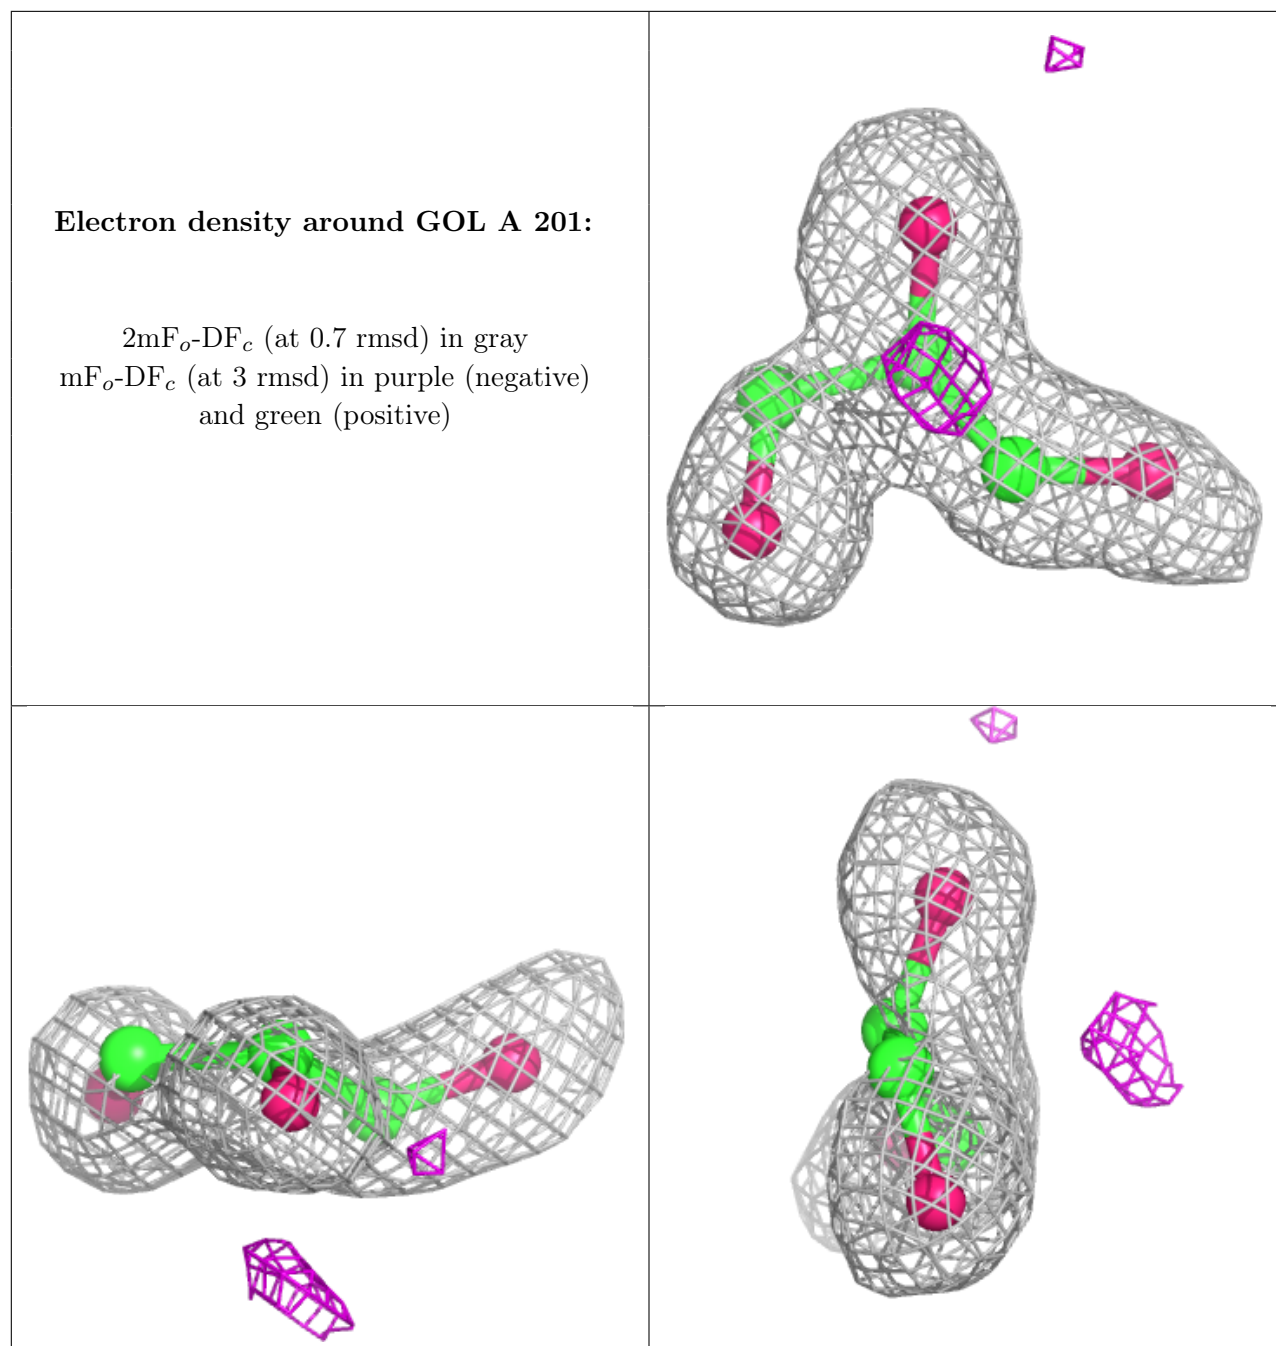 Electron density around GOL A 201:
2mFo-DFc (at 0.7 rmsd) in gray
mFo-DFc (at 3 rmsd) in purple (negative)
and green (positive)